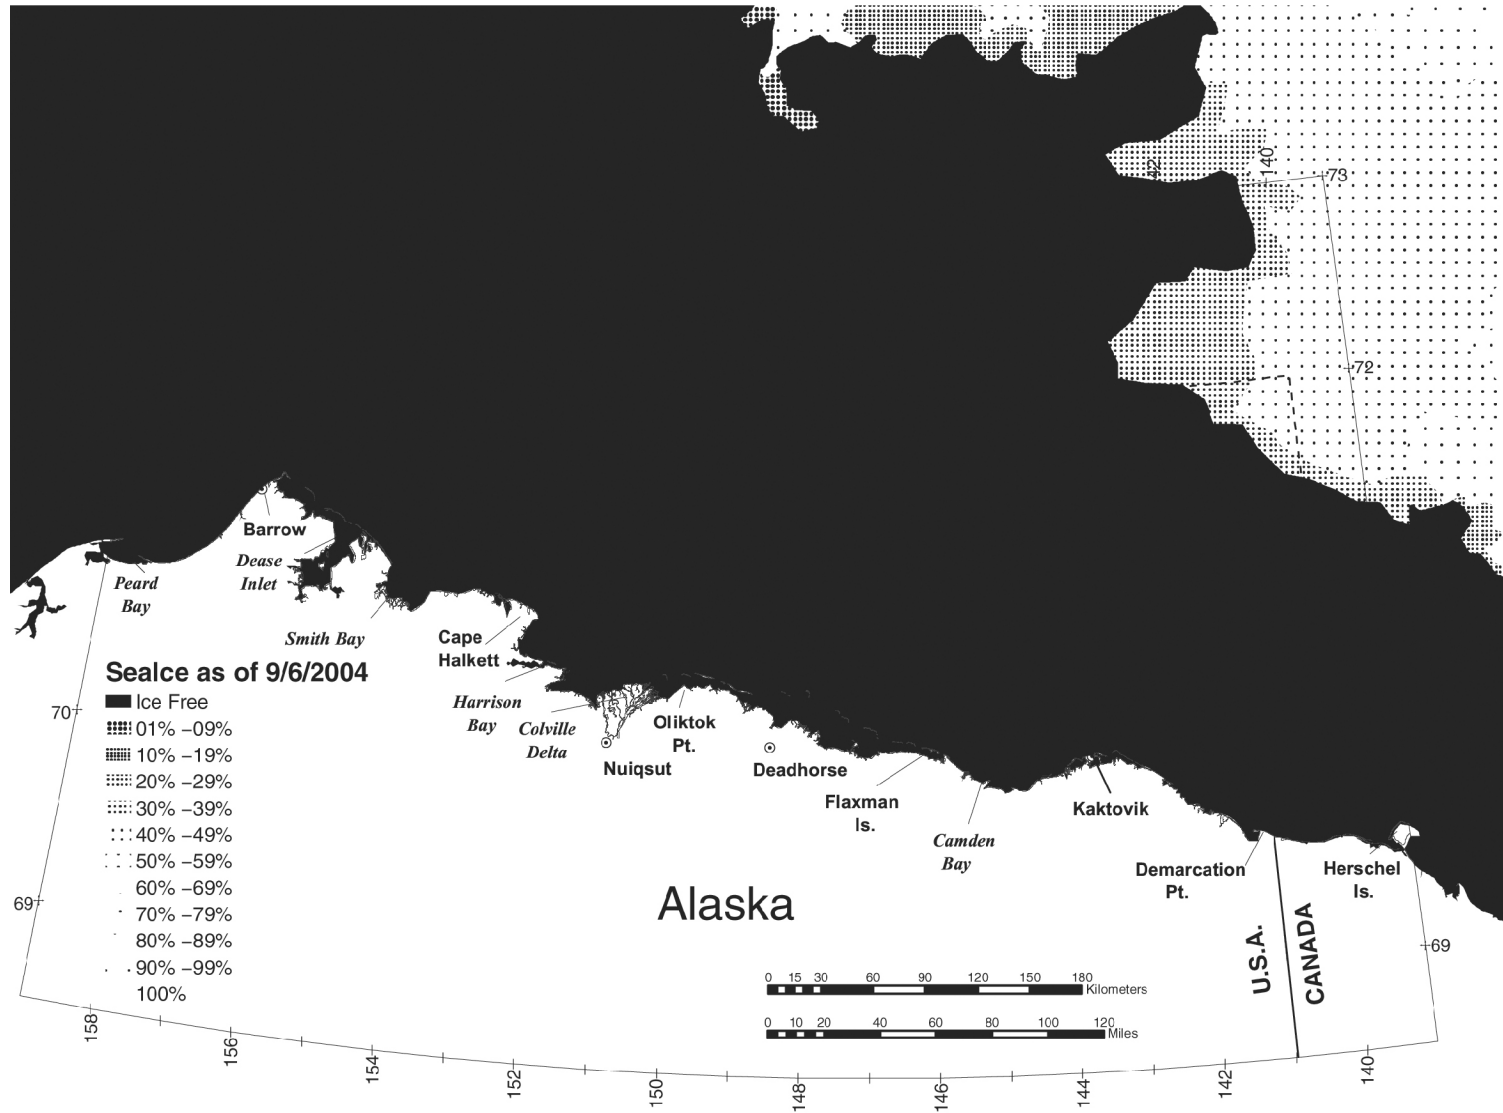 42
140
73
72
Barrow
Dease
Inlet
Peard
Bay
Smith Bay
Cape
Halkett
Harrison
Bay
Colville
Delta
Oliktok
Pt.
Nuiqsut
Deadhorse
Flaxman
Is.
Camden
Bay
Kaktovik
Demarcation
Pt.
Herschel
Is.
SeaIce as of 9/6/2004
Ice Free
01% –09%
10% –19%
20% –29%
30% –39%
40% –49%
50% –59%
60% –69%
70% –79%
80% –89%
90% –99%
100%
70
69
Alaska
U.S.A.
CANADA
69
0 15 30 60 90 120 150 180
Kilometers
0 10 20 40 60 80 100 120
Miles
158 156 154 152 150 148 146 144 142 140